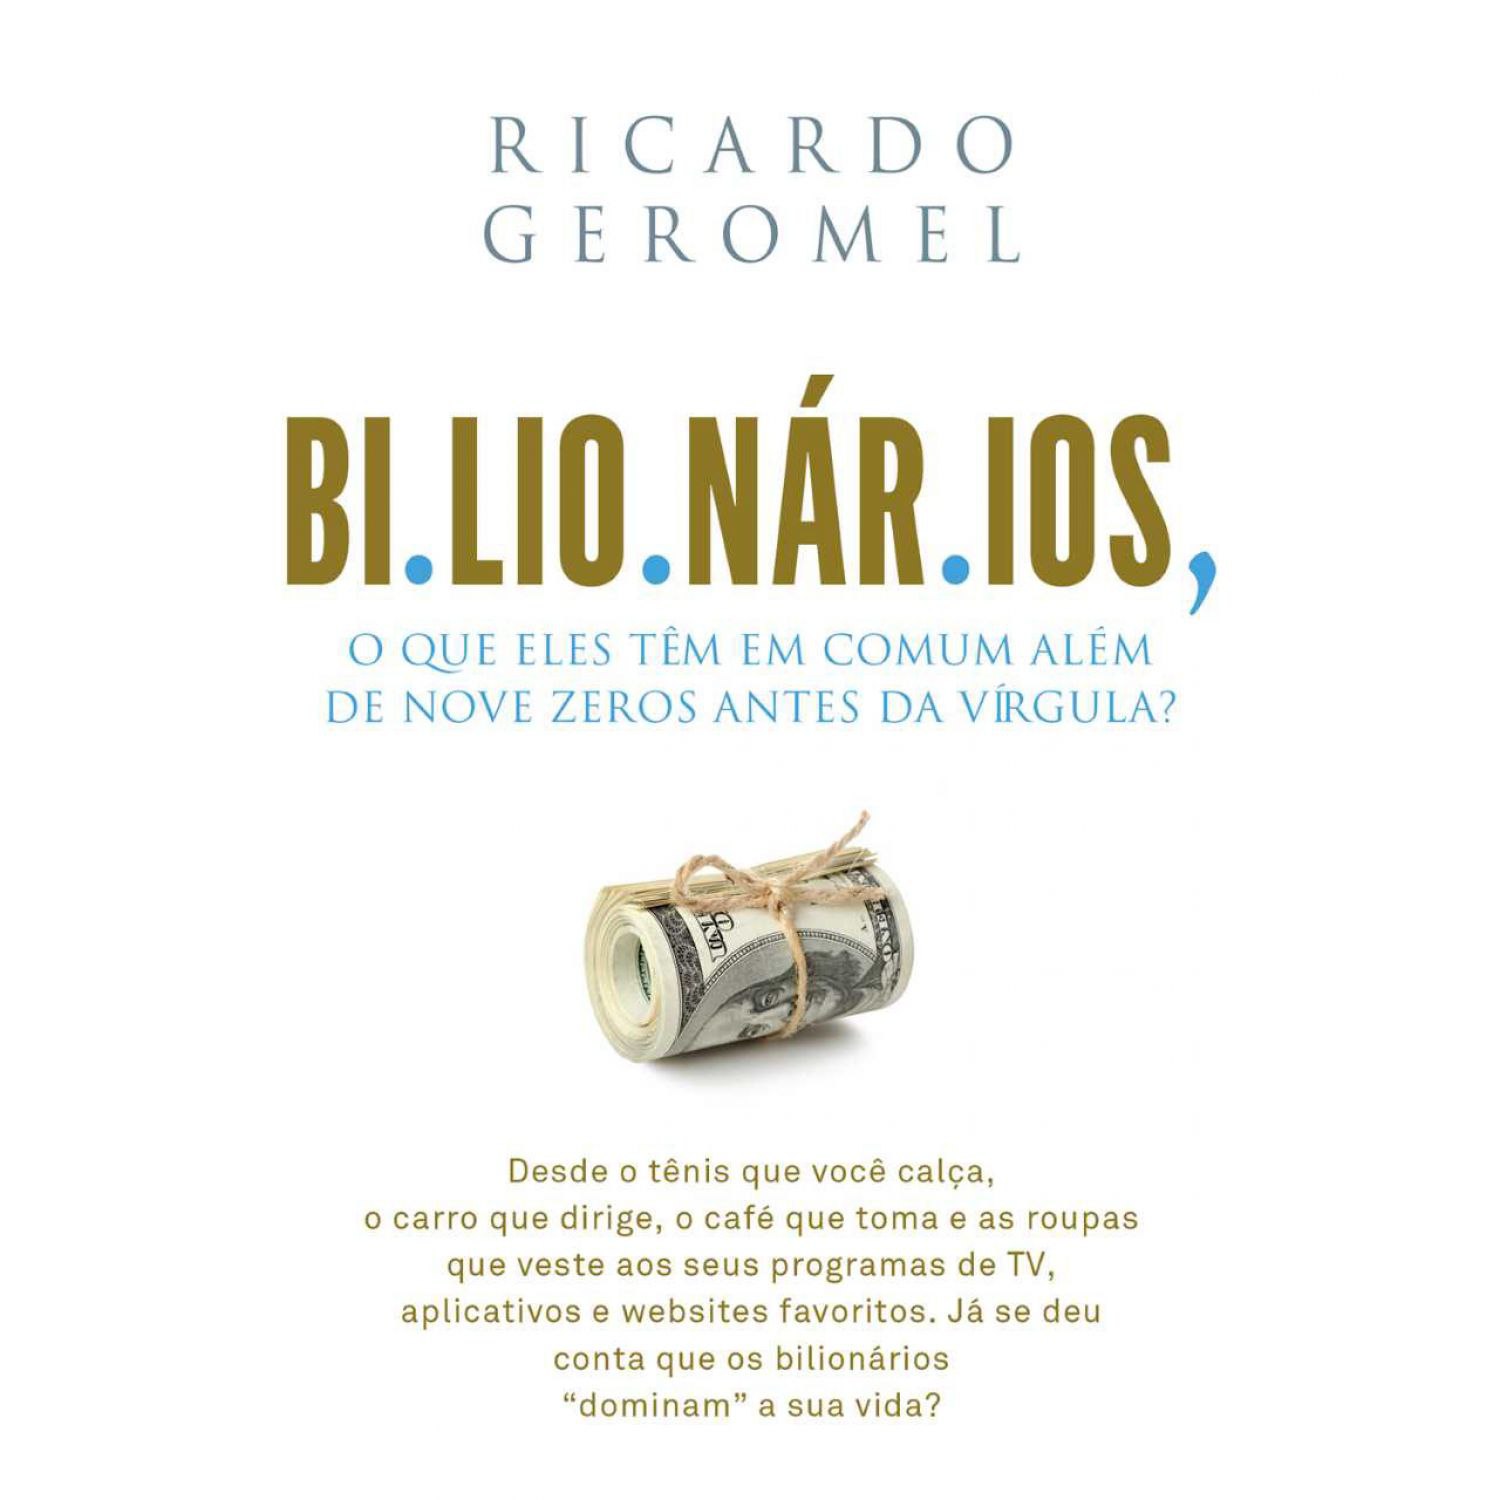 RICARDO
GEROMEL
BI.LIO.NÁR.IOS,
O QUE ELES TÊM EM COMUM ALÉM
DE NOVE ZEROS ANTES DA VÍRGULA?
Desde o tênis que você calça,
o carro que dirige, o café que toma e as roupas
que veste aos seus programas de TV,
aplicativos e websites favoritos. Já se deu
conta que os bilionários
“dominam” a sua vida?